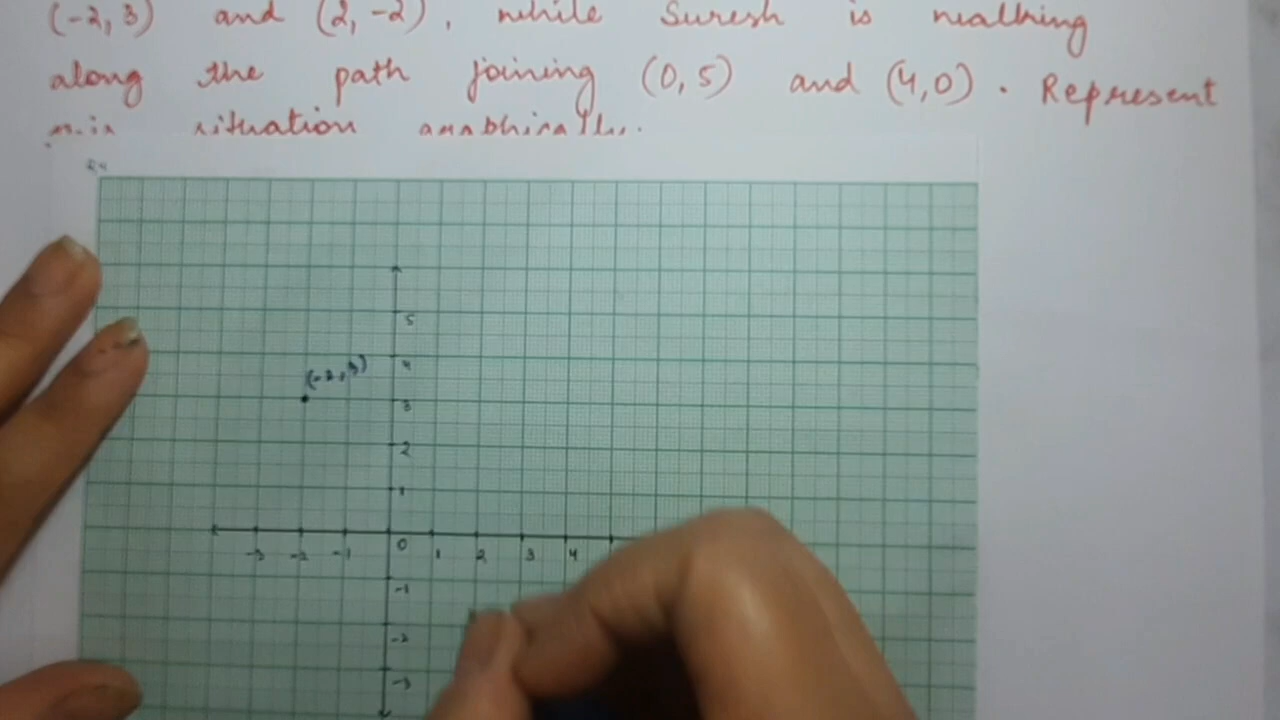 (-2, 3) and (2, -2), while Suresh is walking
along the path joining (0, 5) and (4, 0). Represent
situation
5
(-2, 3)
4
3
2
1
-3 -2 -1 0 1 2 3 4
-1
-2
-3